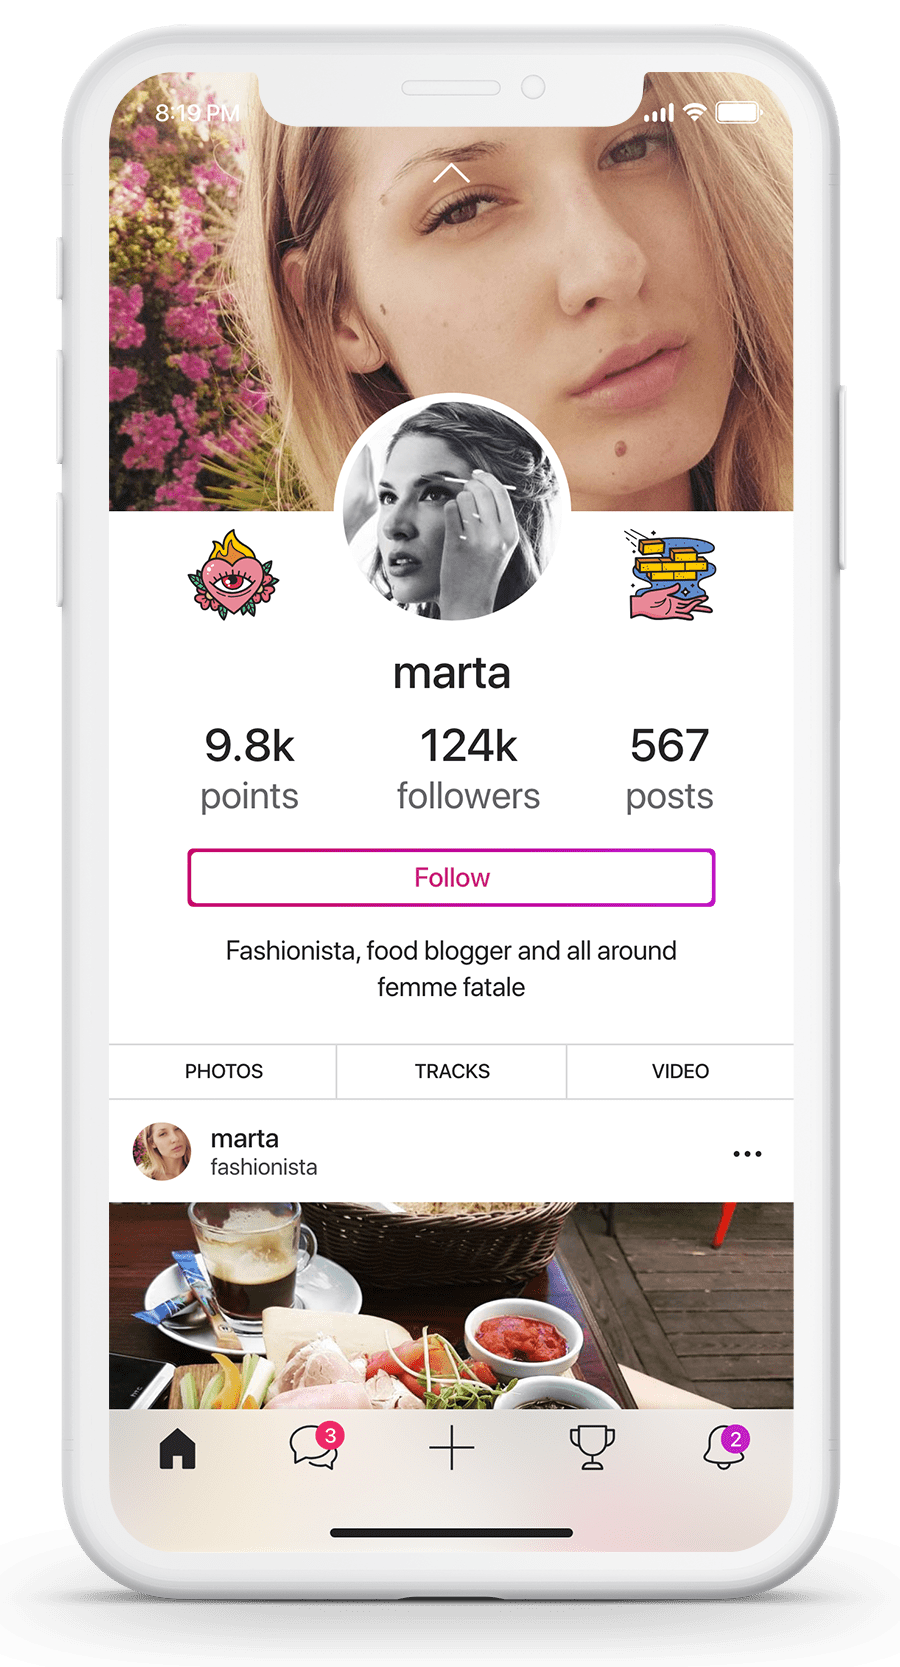 8:19 PM
marta
9.8k 124k 567
points followers posts
Follow
Fashionista, food blogger and all around
femme fatale
PHOTOS TRACKS VIDEO
marta
fashionista
3 2